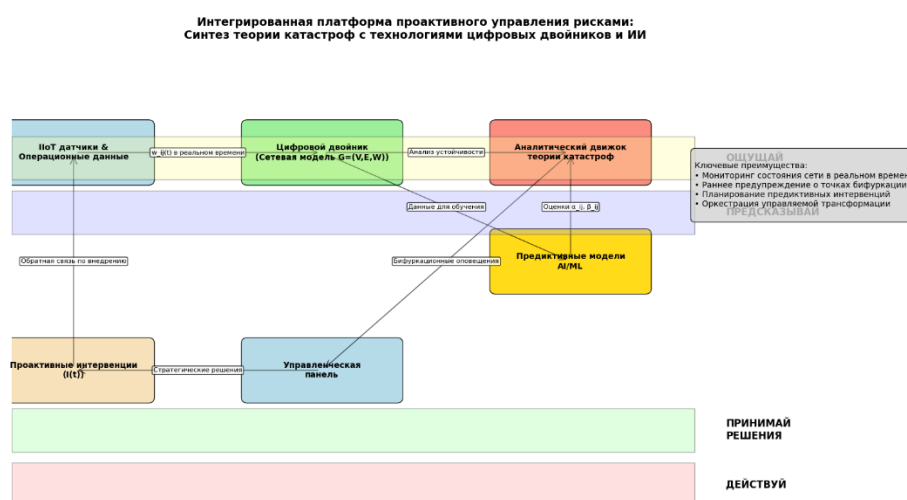 Интегрированная платформа проактивного управления рисками:
Синтез теории катастроф с технологиями цифровых двойников и ИИ
IIoT датчики &
Операционные данные
w_ij(t) в реальном времени
Цифровой двойник
(Сетевая модель G=(V,E,W))
Анализ устойчивости
Аналитический движок
теории катастроф
ОЩУЩАЙ
Ключевые преимущества:
• Мониторинг состояния сети в реальном времен
• Раннее предупреждение о точках бифуркации
• Планирование предиктивных интервенций
• Оркестрация управляемой трансформации
ПРЕДСКАЗЫВАЙ
Данные для обучения
Оценки α_ij, β_ij
Обратная связь по внедрению
Бифуркационные оповещения
Предиктивные модели
AI/ML
Проактивные интервенции
(I(t))
Стратегические решения
Управленческая
панель
ПРИНИМАЙ
РЕШЕНИЯ
ДЕЙСТВУЙ